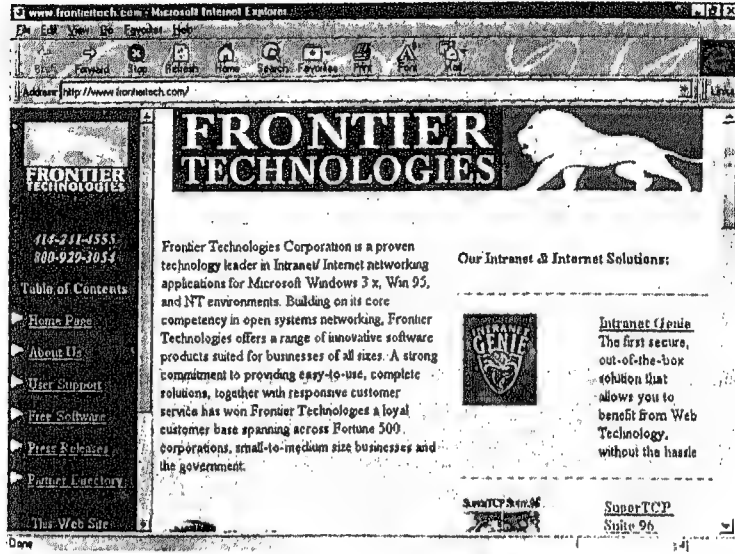 www.frontiertech.com - Microsoft Internet Explorer
File Edit View Go Favorites Help
Back Forward Stop Refresh Home Search Favorites Print Font Mail
Address http://www.frontiertech.com/ Links
FRONTIER
TECHNOLOGIES
FRONTIER
TECHNOLOGIES
414-241-4555
800-929-3054
Table of Contents
Home Page
About Us
User Support
Free Software
Press Releases
Partner Directory
This Web Site
Frontier Technologies Corporation is a proven
technology leader in Intranet/ Internet networking
applications for Microsoft Windows 3 x, Win 95,
and NT environments. Building on its core
competency in open systems networking, Frontier
Technologies offers a range of innovative software
products suited for businesses of all sizes. A strong
commitment to providing easy-to-use, complete
solutions, together with responsive customer
service has won Frontier Technologies a loyal
customer base spanning across Fortune 500
corporations, small-to-medium size businesses and
the government.
Our Intranet & Internet Solutions:
INTRANET
GENIE
Intranet Genie
The first secure,
out-of-the-box
solution that
allows you to
benefit from Web
Technology,
without the hassle
SuperTCP Suite 96
SuperTCP
Suite 96
Done